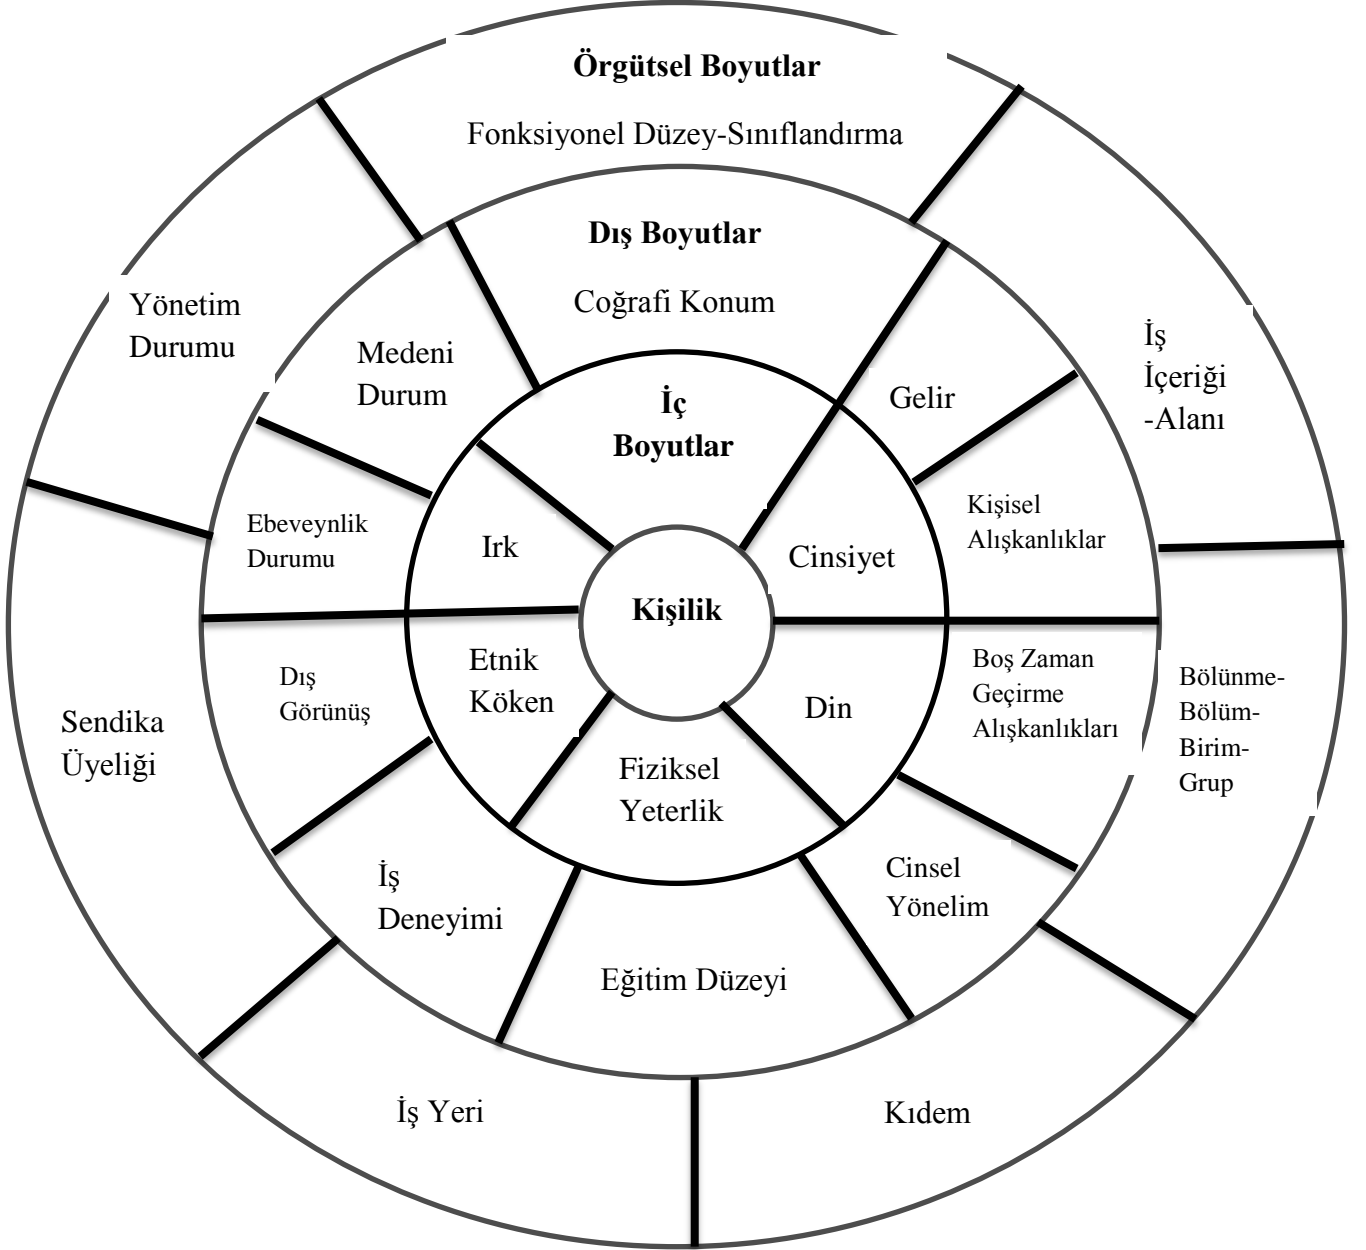 Örgütsel Boyutlar
Fonksiyonel Düzey-Sınıflandırma
Dış Boyutlar
Coğrafi Konum
İç
Boyutlar
Kişilik
Yönetim
Durumu
İş
İçeriği
-Alanı
Medeni
Durum
Gelir
Ebeveynlik
Durumu
Irk
Cinsiyet
Kişisel
Alışkanlıklar
Etnik
Köken
Din
Boş Zaman
Geçirme
Alışkanlıkları
Bölünme-
Bölüm-
Birim-
Grup
Dış
Görünüş
Sendika
Üyeliği
Fiziksel
Yeterlik
İş
Deneyimi
Cinsel
Yönelim
Eğitim Düzeyi
İş Yeri
Kıdem